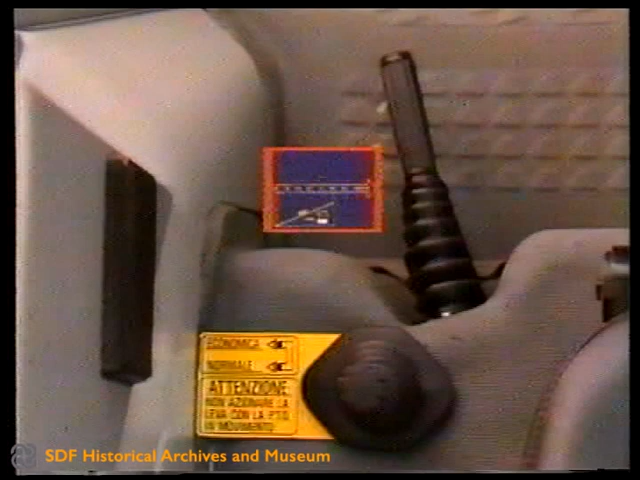 ECONOMICA
NORMALE
ATTENZIONE
NON AZIONARE LA
LEVA CON LA P.T.O.
IN MOVIMENTO
SDF Historical Archives and Museum